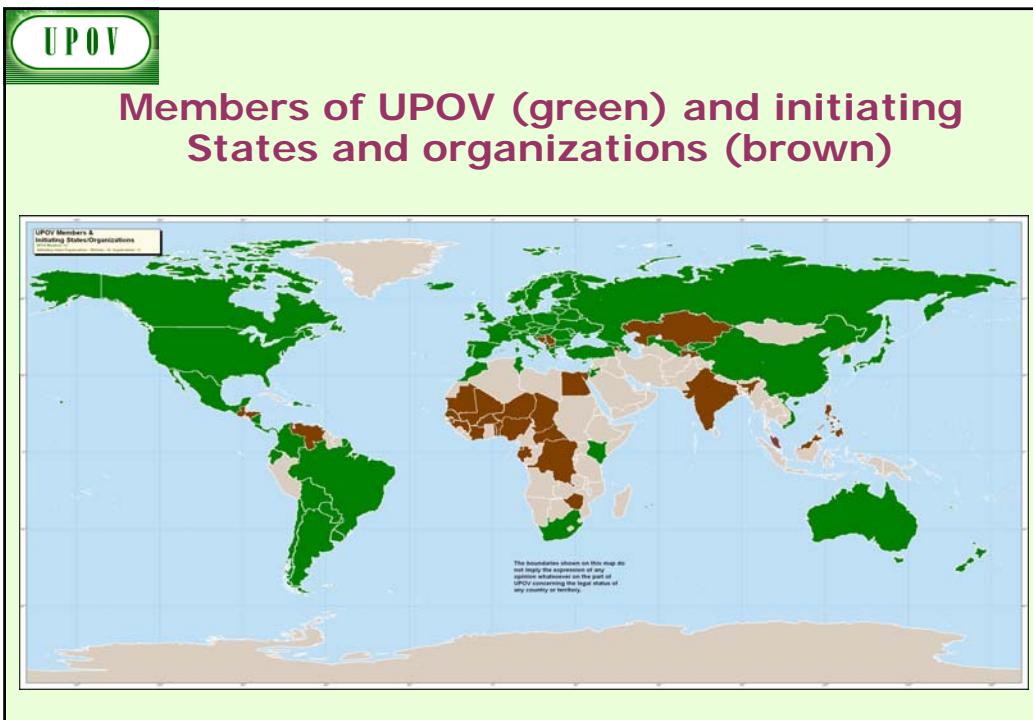 UPOV
Members of UPOV (green) and initiating
States and organizations (brown)
UPOV Members &
Initiating States/Organizations
The boundaries shown on this map do
not imply the expression of any
opinion whatsoever on the part of
UPOV concerning the legal status of
any country or territory.